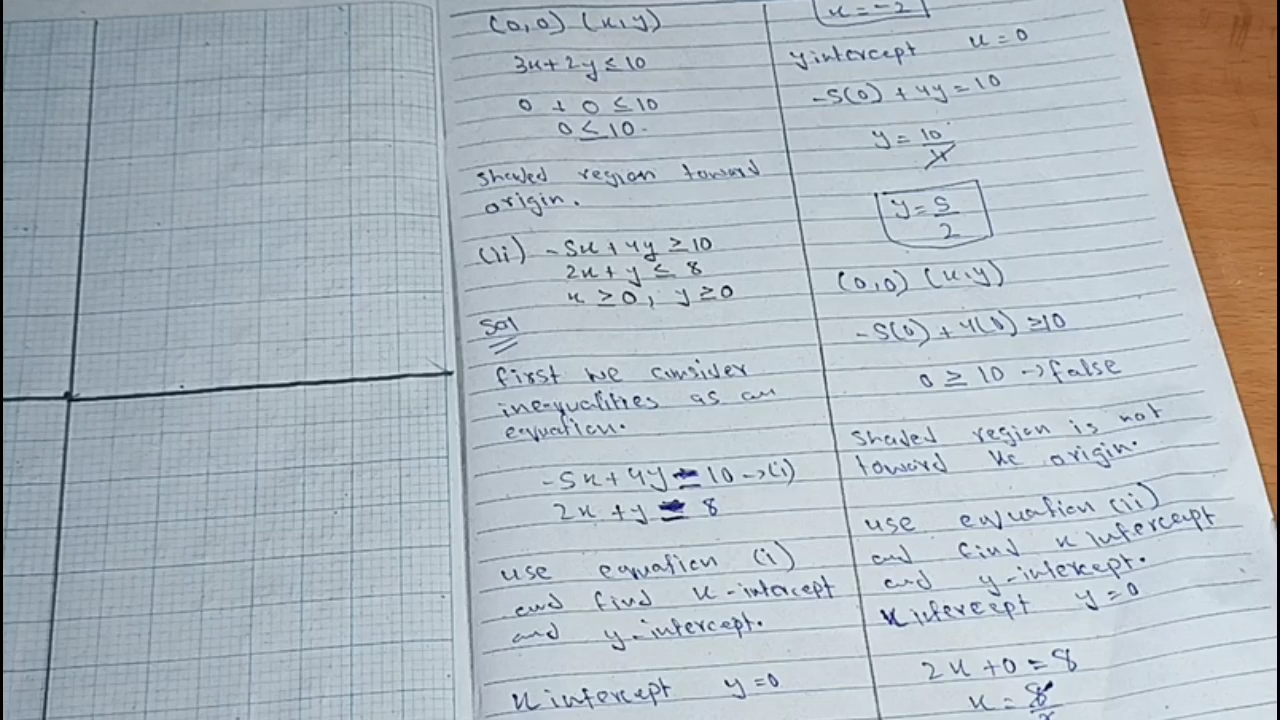 (0,0) (x,y)
3x+2y≤10
0 + 0 ≤10
0≤10.
shaded region toward
origin.
(ii) -5x+4y≥10
2x+y≤ 8
x≥0, y≥0
Sol
first we consider
inequalities as an
equation.
-5x+4y=10→(i)
2x+y= 8
use equation (i)
and find x-intercept
and y-intercept.
x intercept y=0
x=-2
y intercept x=0
-5(0)+4y=10
y=10/4
y=5/2
(0,0) (x,y)
-5(0)+4(0)≥10
0≥10→false
shaded region is not
toward the origin.
use equation (ii)
and find x intercept
and y-intercept.
x intercept y=0
2x+0=8
x=8/2